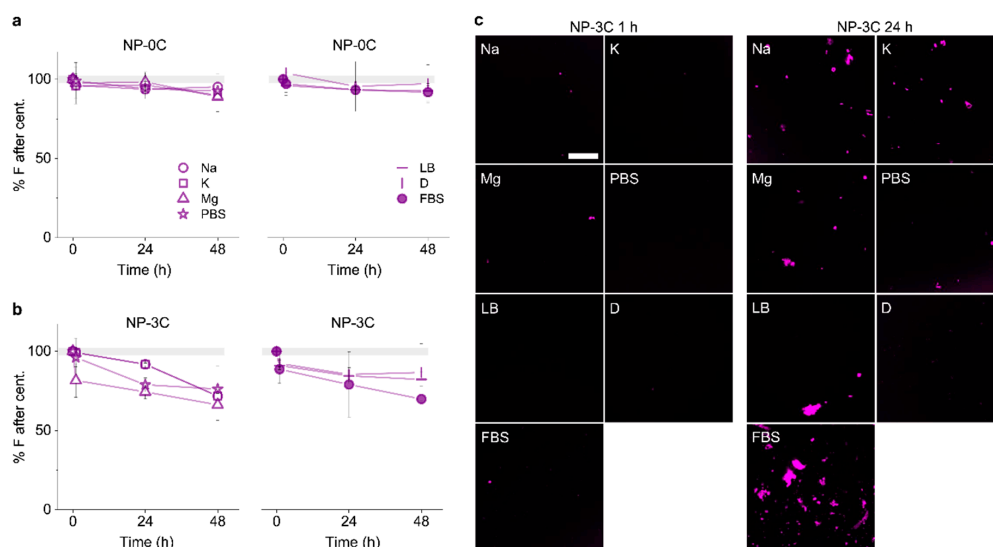 a
NP-0C
NP-0C
% F after cent.
100
50
0
Na
K
Mg
PBS
LB
D
FBS
0 24 48
0 24 48
Time (h)
Time (h)
b
NP-3C
NP-3C
% F after cent.
100
50
0
0 24 48
0 24 48
Time (h)
Time (h)
c
NP-3C 1 h
NP-3C 24 h
Na K
Na K
Mg PBS
Mg PBS
LB D
LB D
FBS
FBS